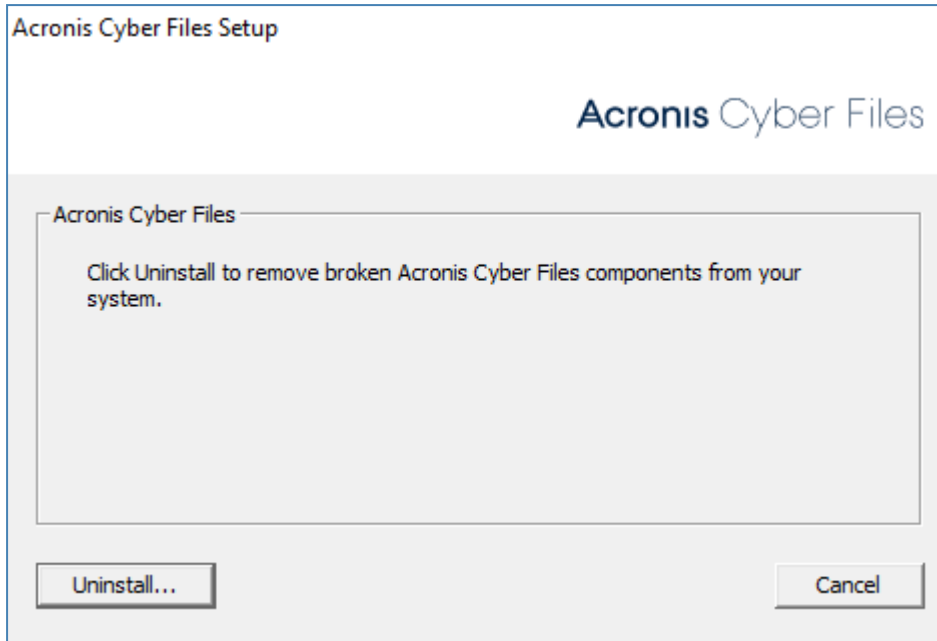 Acronis Cyber Files Setup
Acronis Cyber Files
Acronis Cyber Files
Click Uninstall to remove broken Acronis Cyber Files components from your
system.
Uninstall...
Cancel